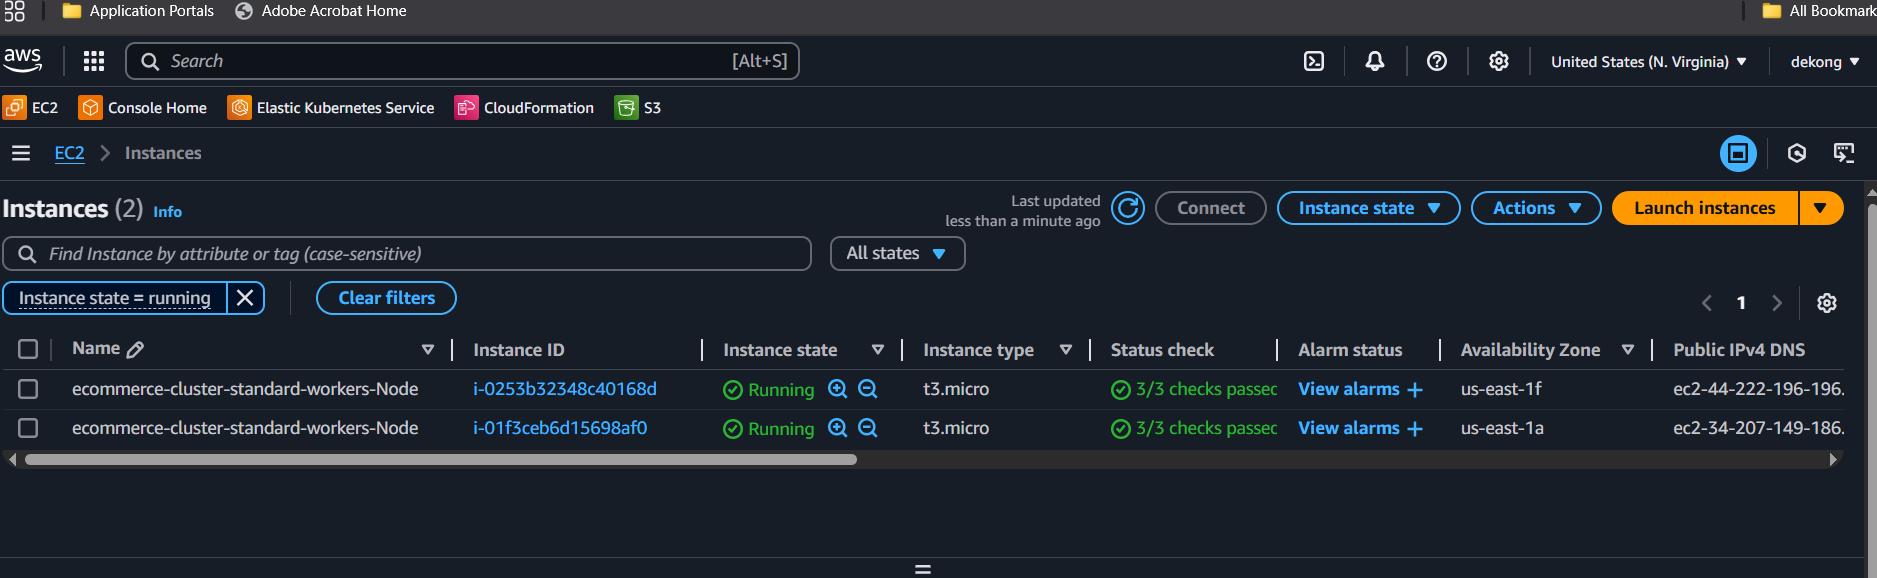 Application Portals Adobe Acrobat Home All Bookmark
aws Search [Alt+S] United States (N. Virginia) dekong
EC2 Console Home Elastic Kubernetes Service CloudFormation S3
EC2 Instances
Instances (2) Info
Last updated
less than a minute ago
Connect Instance state Actions Launch instances
Find Instance by attribute or tag (case-sensitive) All states
Instance state = running Clear filters 1
Name Instance ID Instance state Instance type Status check Alarm status Availability Zone Public IPv4 DNS
ecommerce-cluster-standard-workers-Node i-0253b32348c40168d Running t3.micro 3/3 checks passec View alarms + us-east-1f ec2-44-222-196-196.
ecommerce-cluster-standard-workers-Node i-01f3ceb6d15698af0 Running t3.micro 3/3 checks passec View alarms + us-east-1a ec2-34-207-149-186.